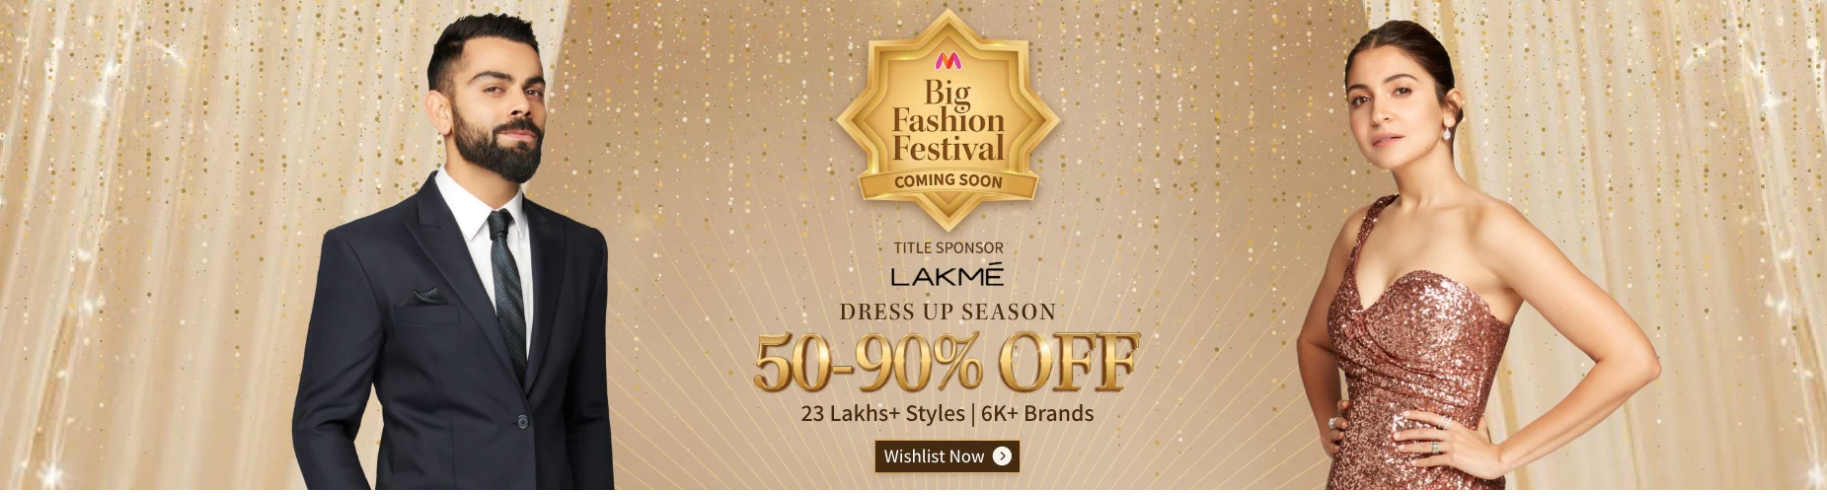 Big
Fashion
Festival
COMING SOON
TITLE SPONSOR
LAKMÉ
DRESS UP SEASON
50-90% OFF
23 Lakhs+ Styles | 6K+ Brands
Wishlist Now